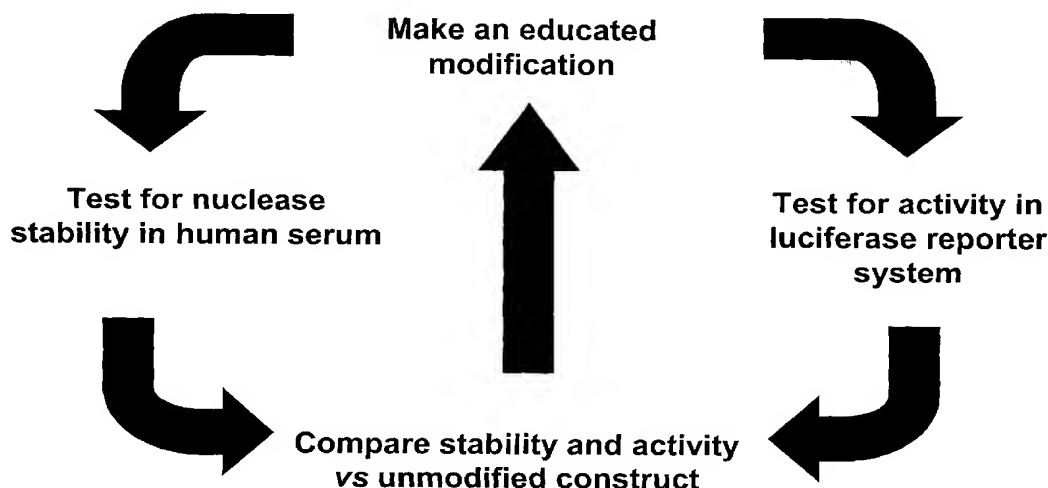 Make an educated
modification
Test for nuclease
stability in human serum
Test for activity in
luciferase reporter
system
Compare stability and activity
vs unmodified construct